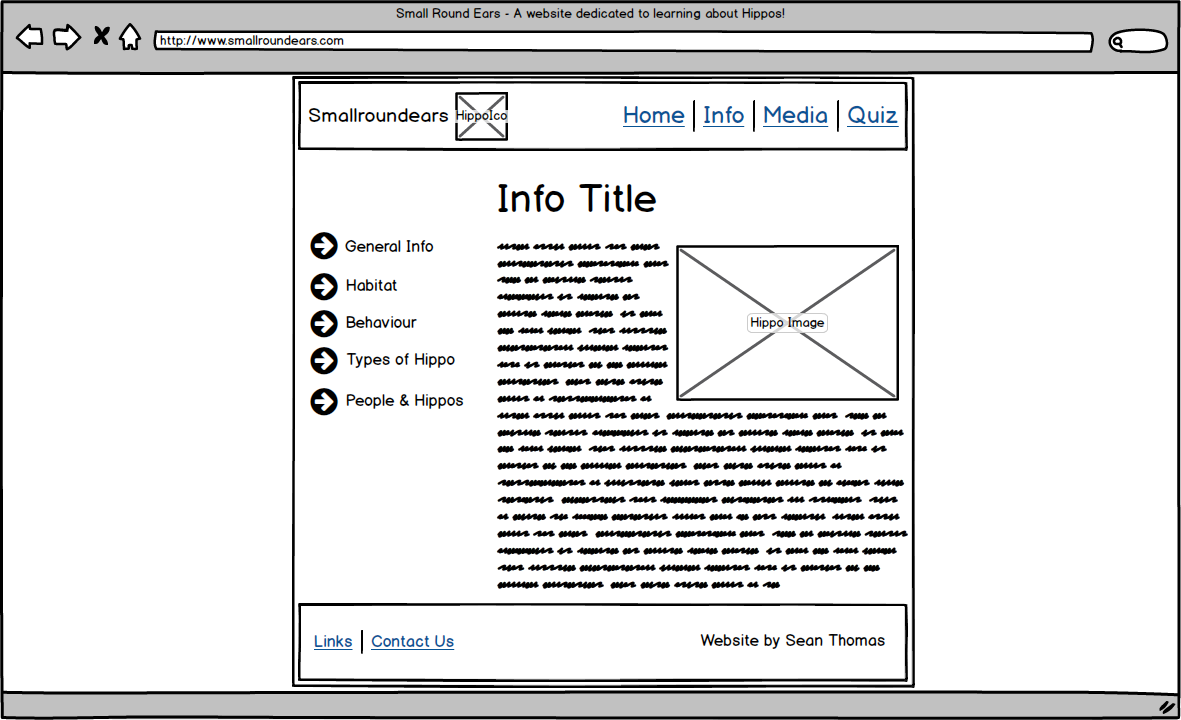 Small Round Ears - A website dedicated to learning about Hippos!
http://www.smallroundears.com
Smallroundears HippoIco Home Info Media Quiz
Info Title
General Info
Habitat
Behaviour
Types of Hippo
People & Hippos
Hippo Image
Links Contact Us Website by Sean Thomas